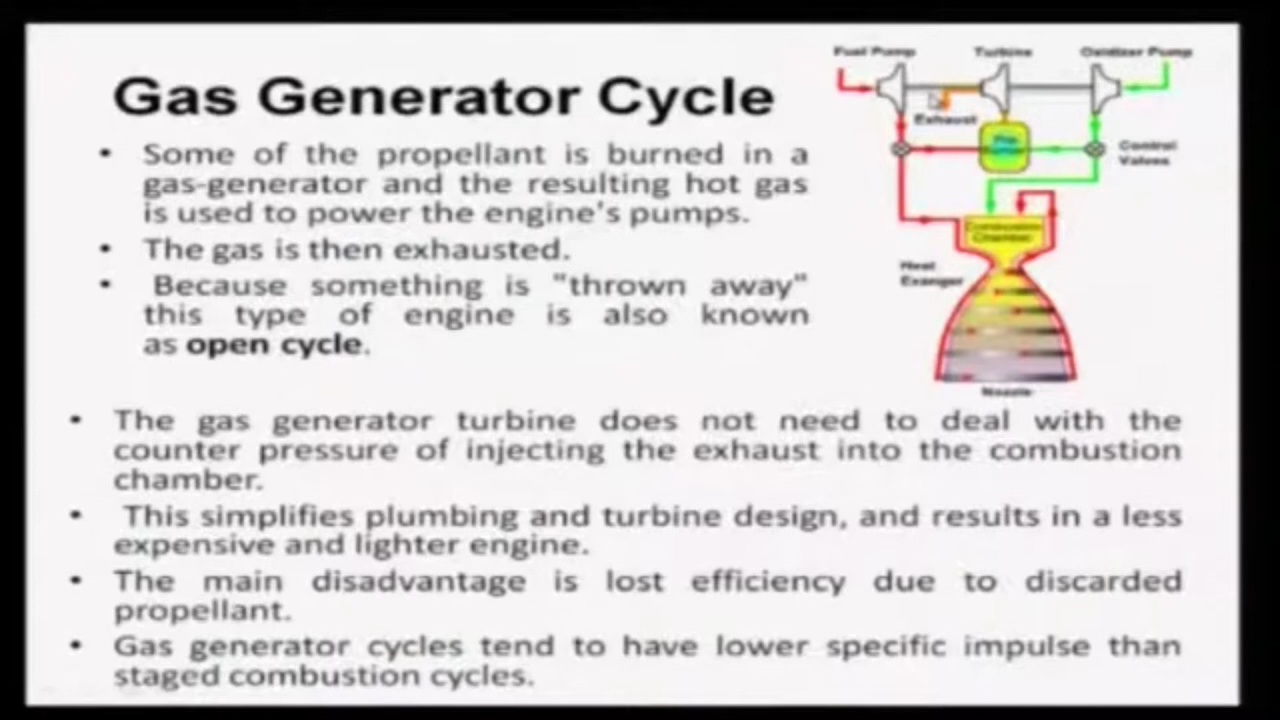 Gas Generator Cycle
• Some of the propellant is burned in a
gas-generator and the resulting hot gas
is used to power the engine's pumps.
• The gas is then exhausted.
• Because something is "thrown away"
this type of engine is also known
as open cycle.
• The gas generator turbine does not need to deal with the
counter pressure of injecting the exhaust into the combustion
chamber.
• This simplifies plumbing and turbine design, and results in a less
expensive and lighter engine.
• The main disadvantage is lost efficiency due to discarded
propellant.
• Gas generator cycles tend to have lower specific impulse than
staged combustion cycles.
Fuel Pump
Turbine
Oxidizer Pump
Exhaust
Control
Valves
Combustion
Chamber
Heat
Nozzle